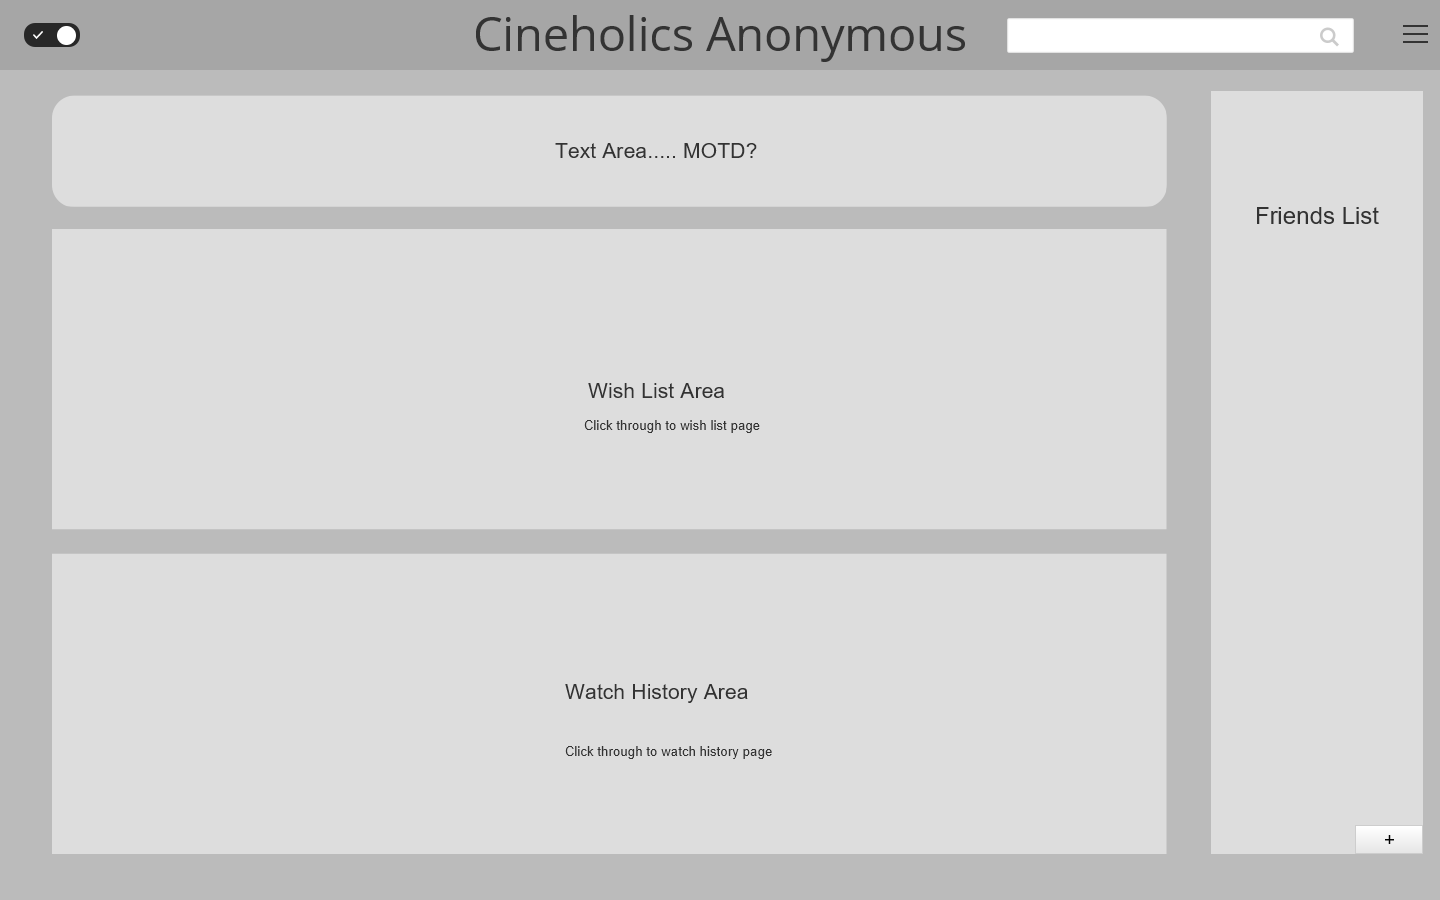 Cineholics Anonymous
Text Area..... MOTD?
Friends List
Wish List Area
Click through to wish list page
Watch History Area
Click through to watch history page
+